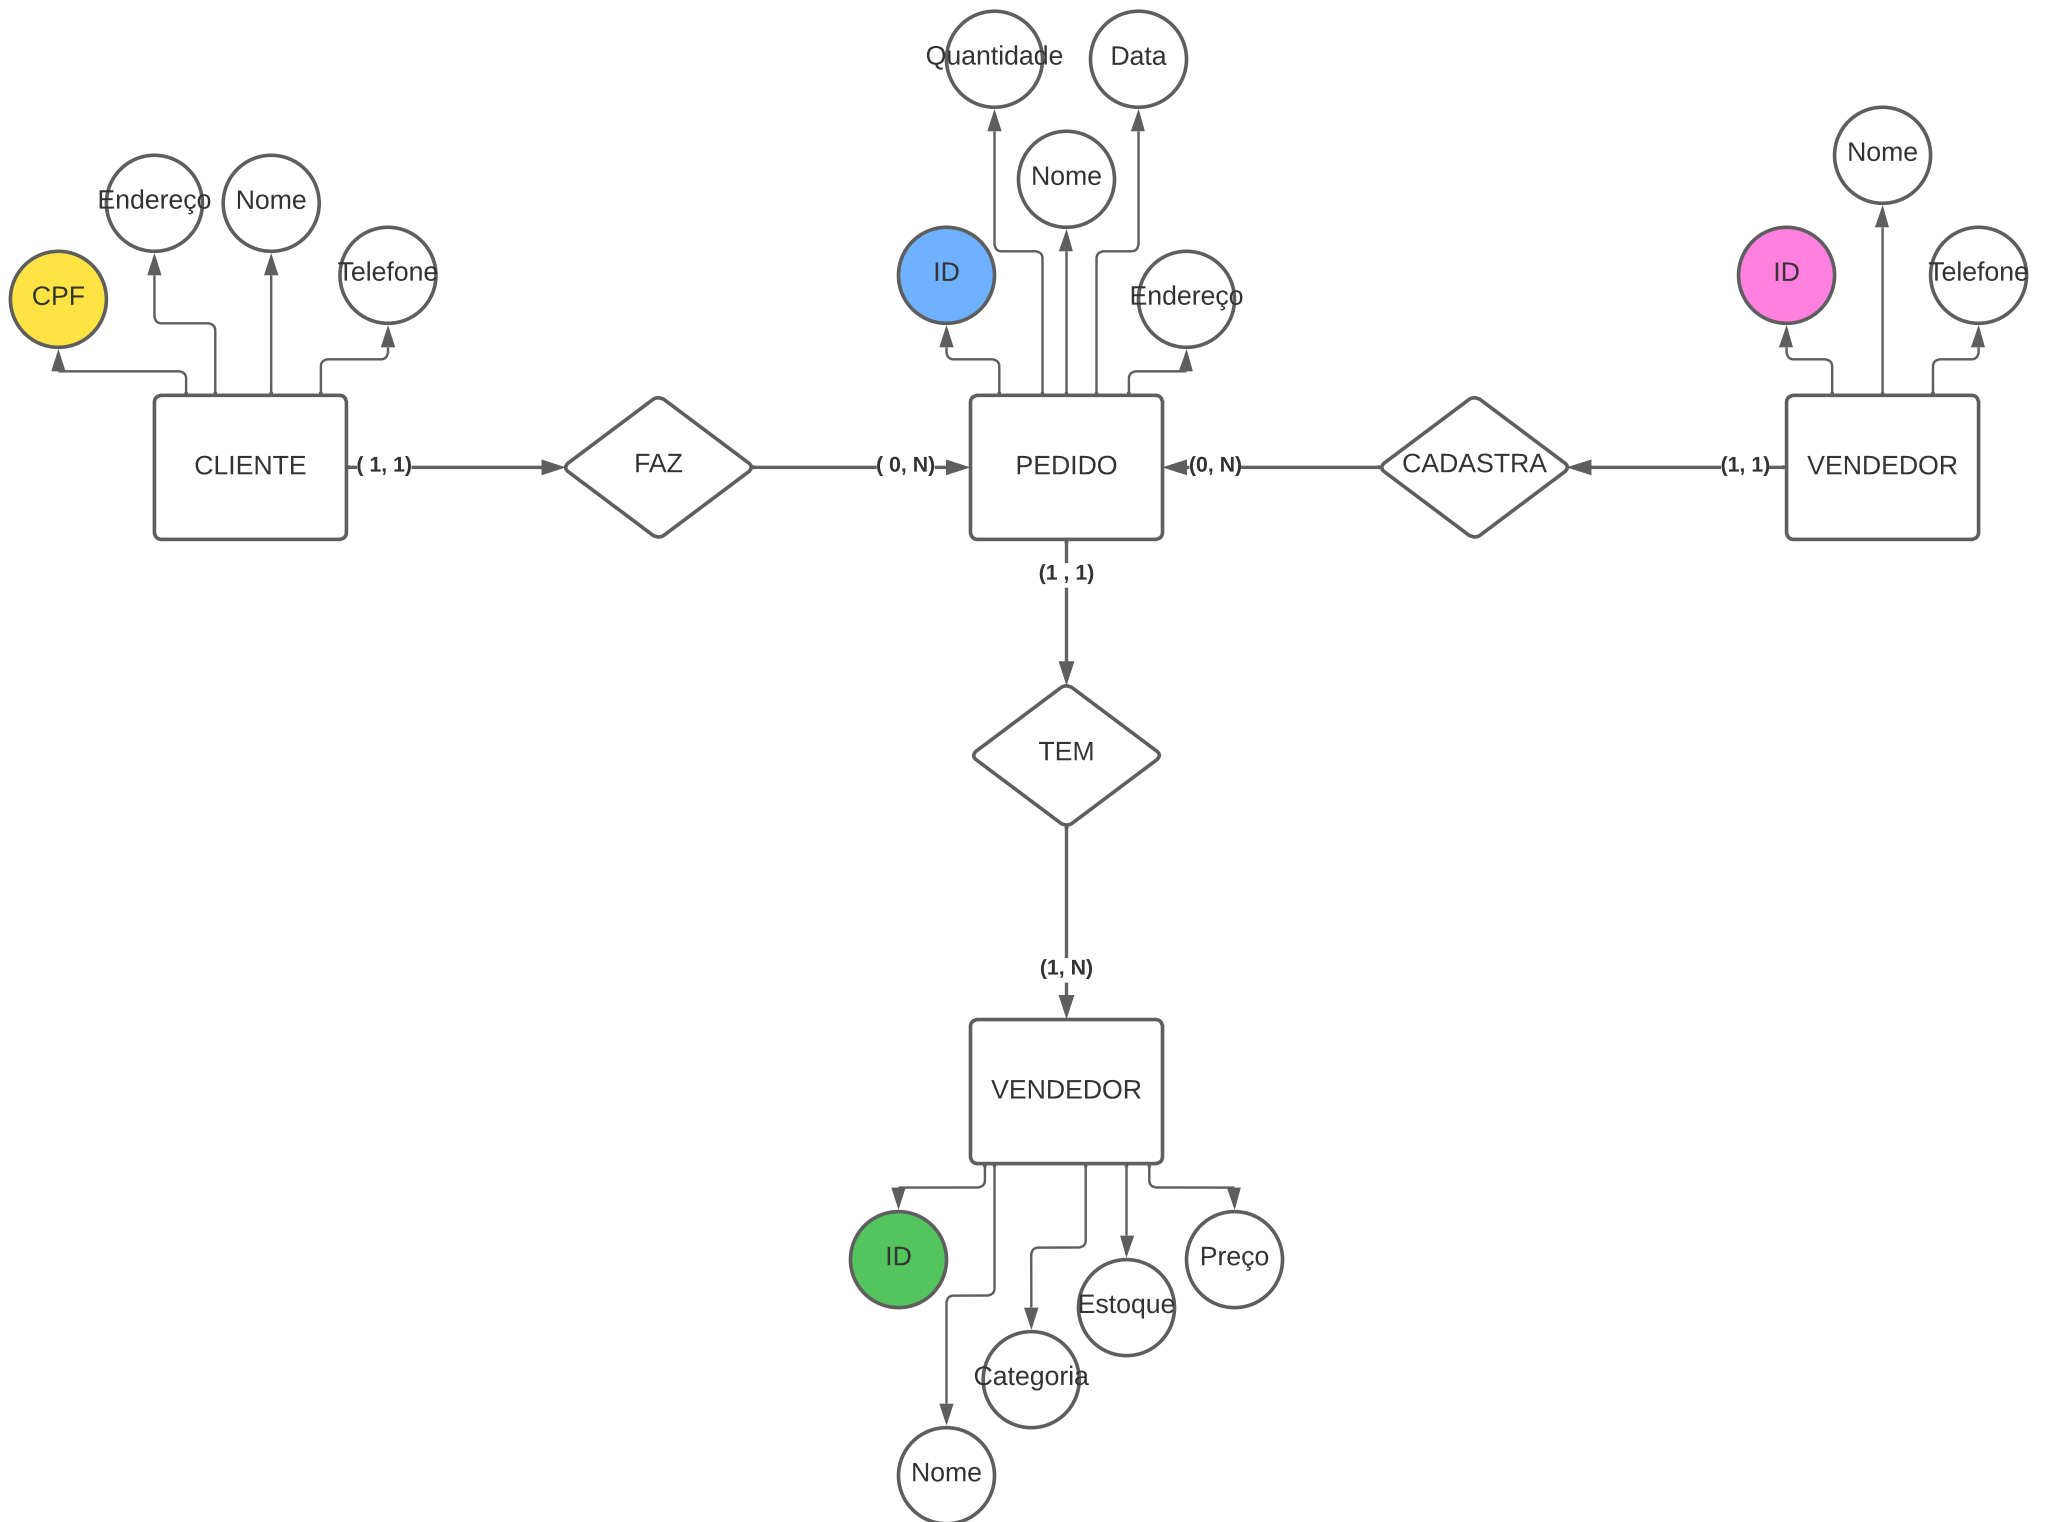 Quantidade
Data
Nome
Nome
Endereço
Nome
Telefone
ID
Endereço
ID
Telefone
CPF
CLIENTE
( 1, 1)
FAZ
( 0, N)
PEDIDO
(0, N)
CADASTRA
(1, 1)
VENDEDOR
(1 , 1)
TEM
(1, N)
VENDEDOR
ID
Preço
Estoque
Categoria
Nome